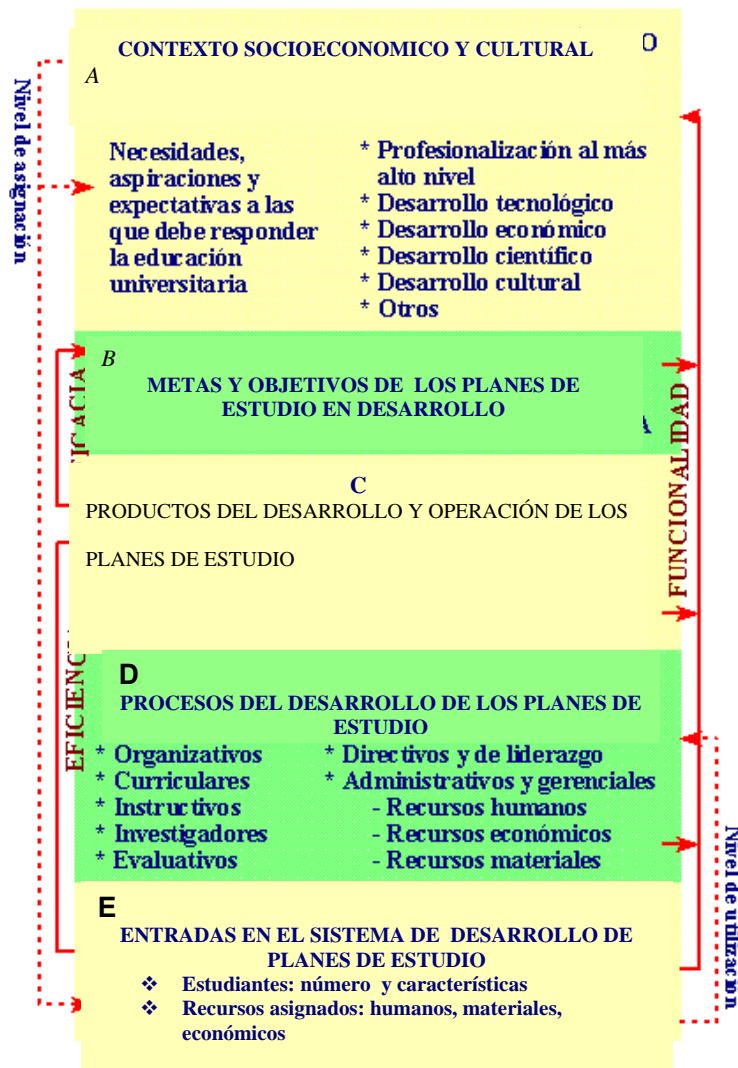 CONTEXTO SOCIOECONOMICO Y CULTURAL
O
A
Nivel de asignación
Necesidades,
aspiraciones y
expectativas a las
que debe responder
la educación
universitaria
* Profesionalización al más
alto nivel
* Desarrollo tecnológico
* Desarrollo económico
* Desarrollo científico
* Desarrollo cultural
* Otros
B
METAS Y OBJETIVOS DE LOS PLANES DE
ESTUDIO EN DESARROLLO
ICACIA
FUNCIONALIDAD
C
PRODUCTOS DEL DESARROLLO Y OPERACIÓN DE LOS
PLANES DE ESTUDIO
EFICIENC
D
PROCESOS DEL DESARROLLO DE LOS PLANES DE
ESTUDIO
* Organizativos
* Curriculares
* Instructivos
* Investigadores
* Evaluativos
* Directivos y de liderazgo
* Administrativos y gerenciales
- Recursos humanos
- Recursos económicos
- Recursos materiales
Nivel de utilización
E
ENTRADAS EN EL SISTEMA DE DESARROLLO DE
PLANES DE ESTUDIO
❖ Estudiantes: número y características
❖ Recursos asignados: humanos, materiales,
económicos